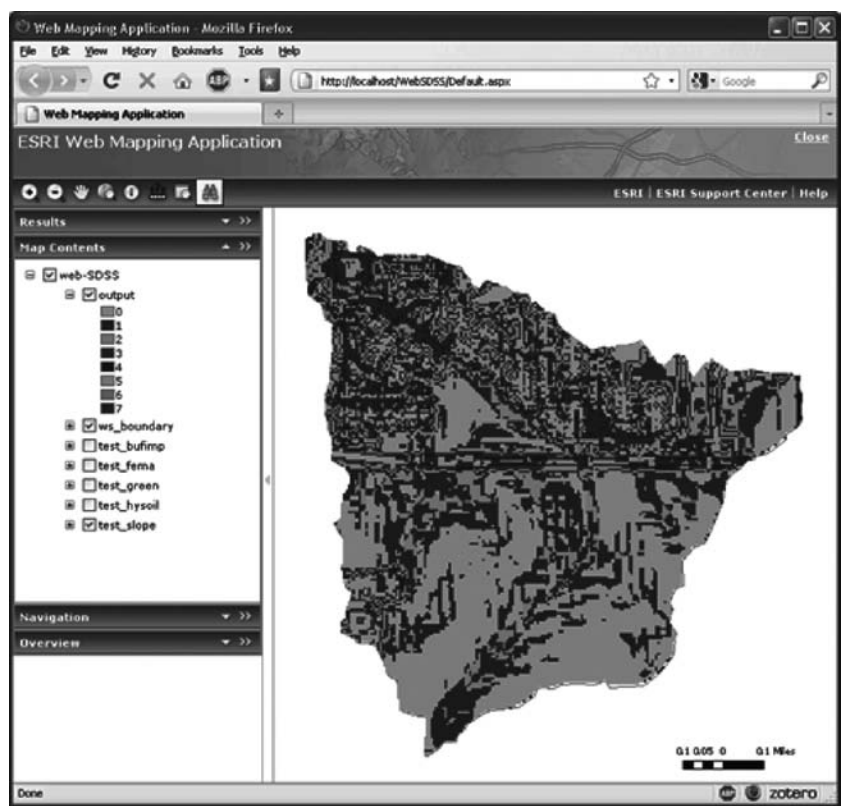 Web Mapping Application - Mozilla Firefox
File Edit View History Bookmarks Tools Help
ABP http://localhost/WebSDSS/Default.aspx Google
Web Mapping Application
ESRI Web Mapping Application Close
ESRI | ESRI Support Center | Help
Results
Map Contents
web-SDSS
output
0
1
2
3
4
5
6
7
ws_boundary
test_bufimp
test_fema
test_green
test_hysoil
test_slope
Navigation
Overview
0.1 0.05 0 0.1 Miles
Done ABP zotero